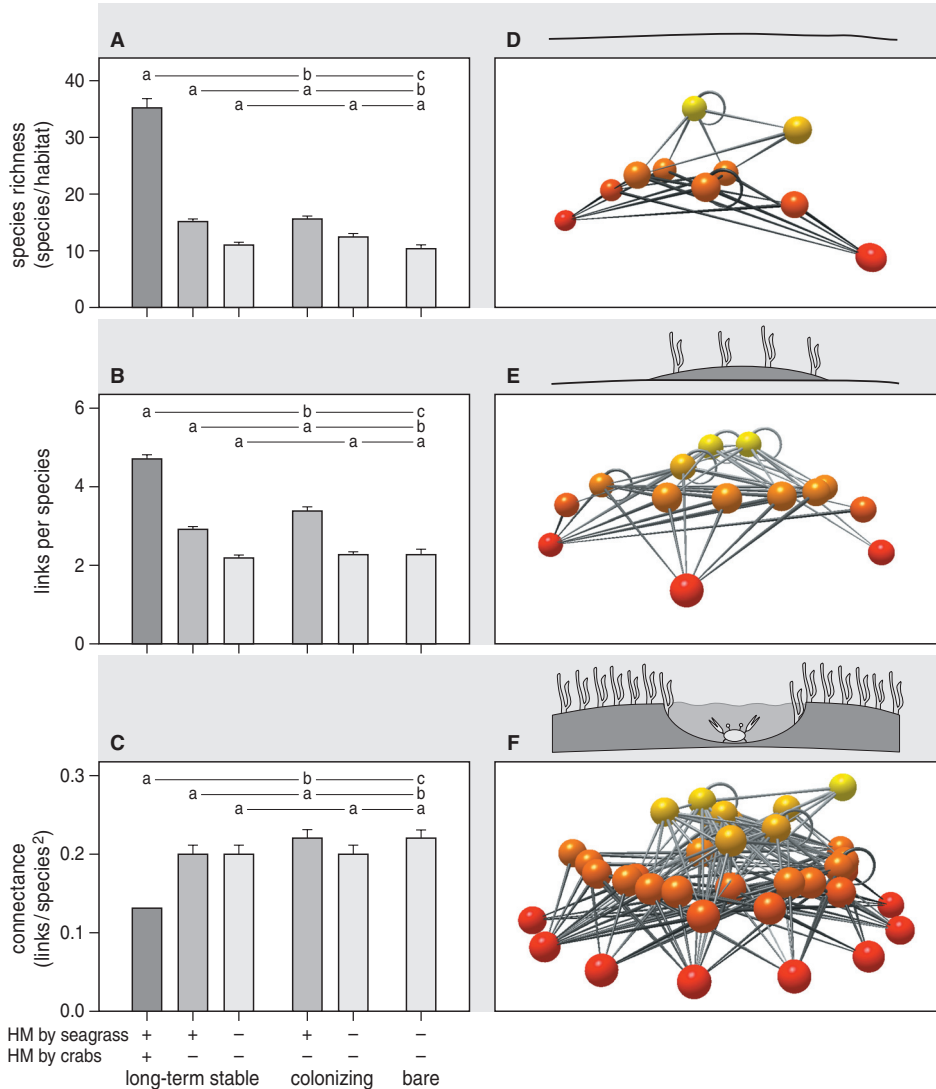 A
D
a b c
a a b
a a a
40
30
20
10
0
species richness
(species/habitat)
B
E
a b c
a a b
a a a
6
4
2
0
links per species
C
F
a b c
a a b
a a a
0.3
0.2
0.1
0.0
connectance
(links/species²)
HM by seagrass + + – + – –
HM by crabs + – – – – –
long-term stable colonizing bare